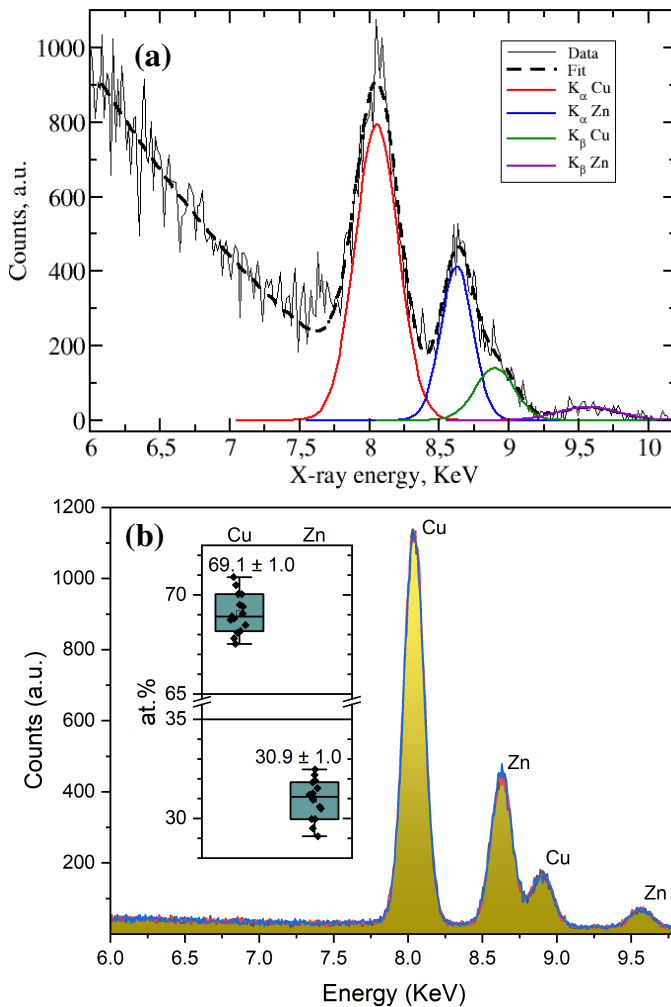 (a)
Data
Fit
Kα Cu
Kα Zn
Kβ Cu
Kβ Zn
1000
800
600
400
200
0
Counts, a.u.
6 6,5 7 7,5 8 8,5 9 9,5 10
X-ray energy, KeV
(b)
Cu Zn
69.1 ± 1.0
70
65
at.%
35
30.9 ± 1.0
30
Cu
Zn
Cu
Zn
1200
1000
800
600
400
200
Counts (a.u.)
6.0 6.5 7.0 7.5 8.0 8.5 9.0 9.5
Energy (KeV)